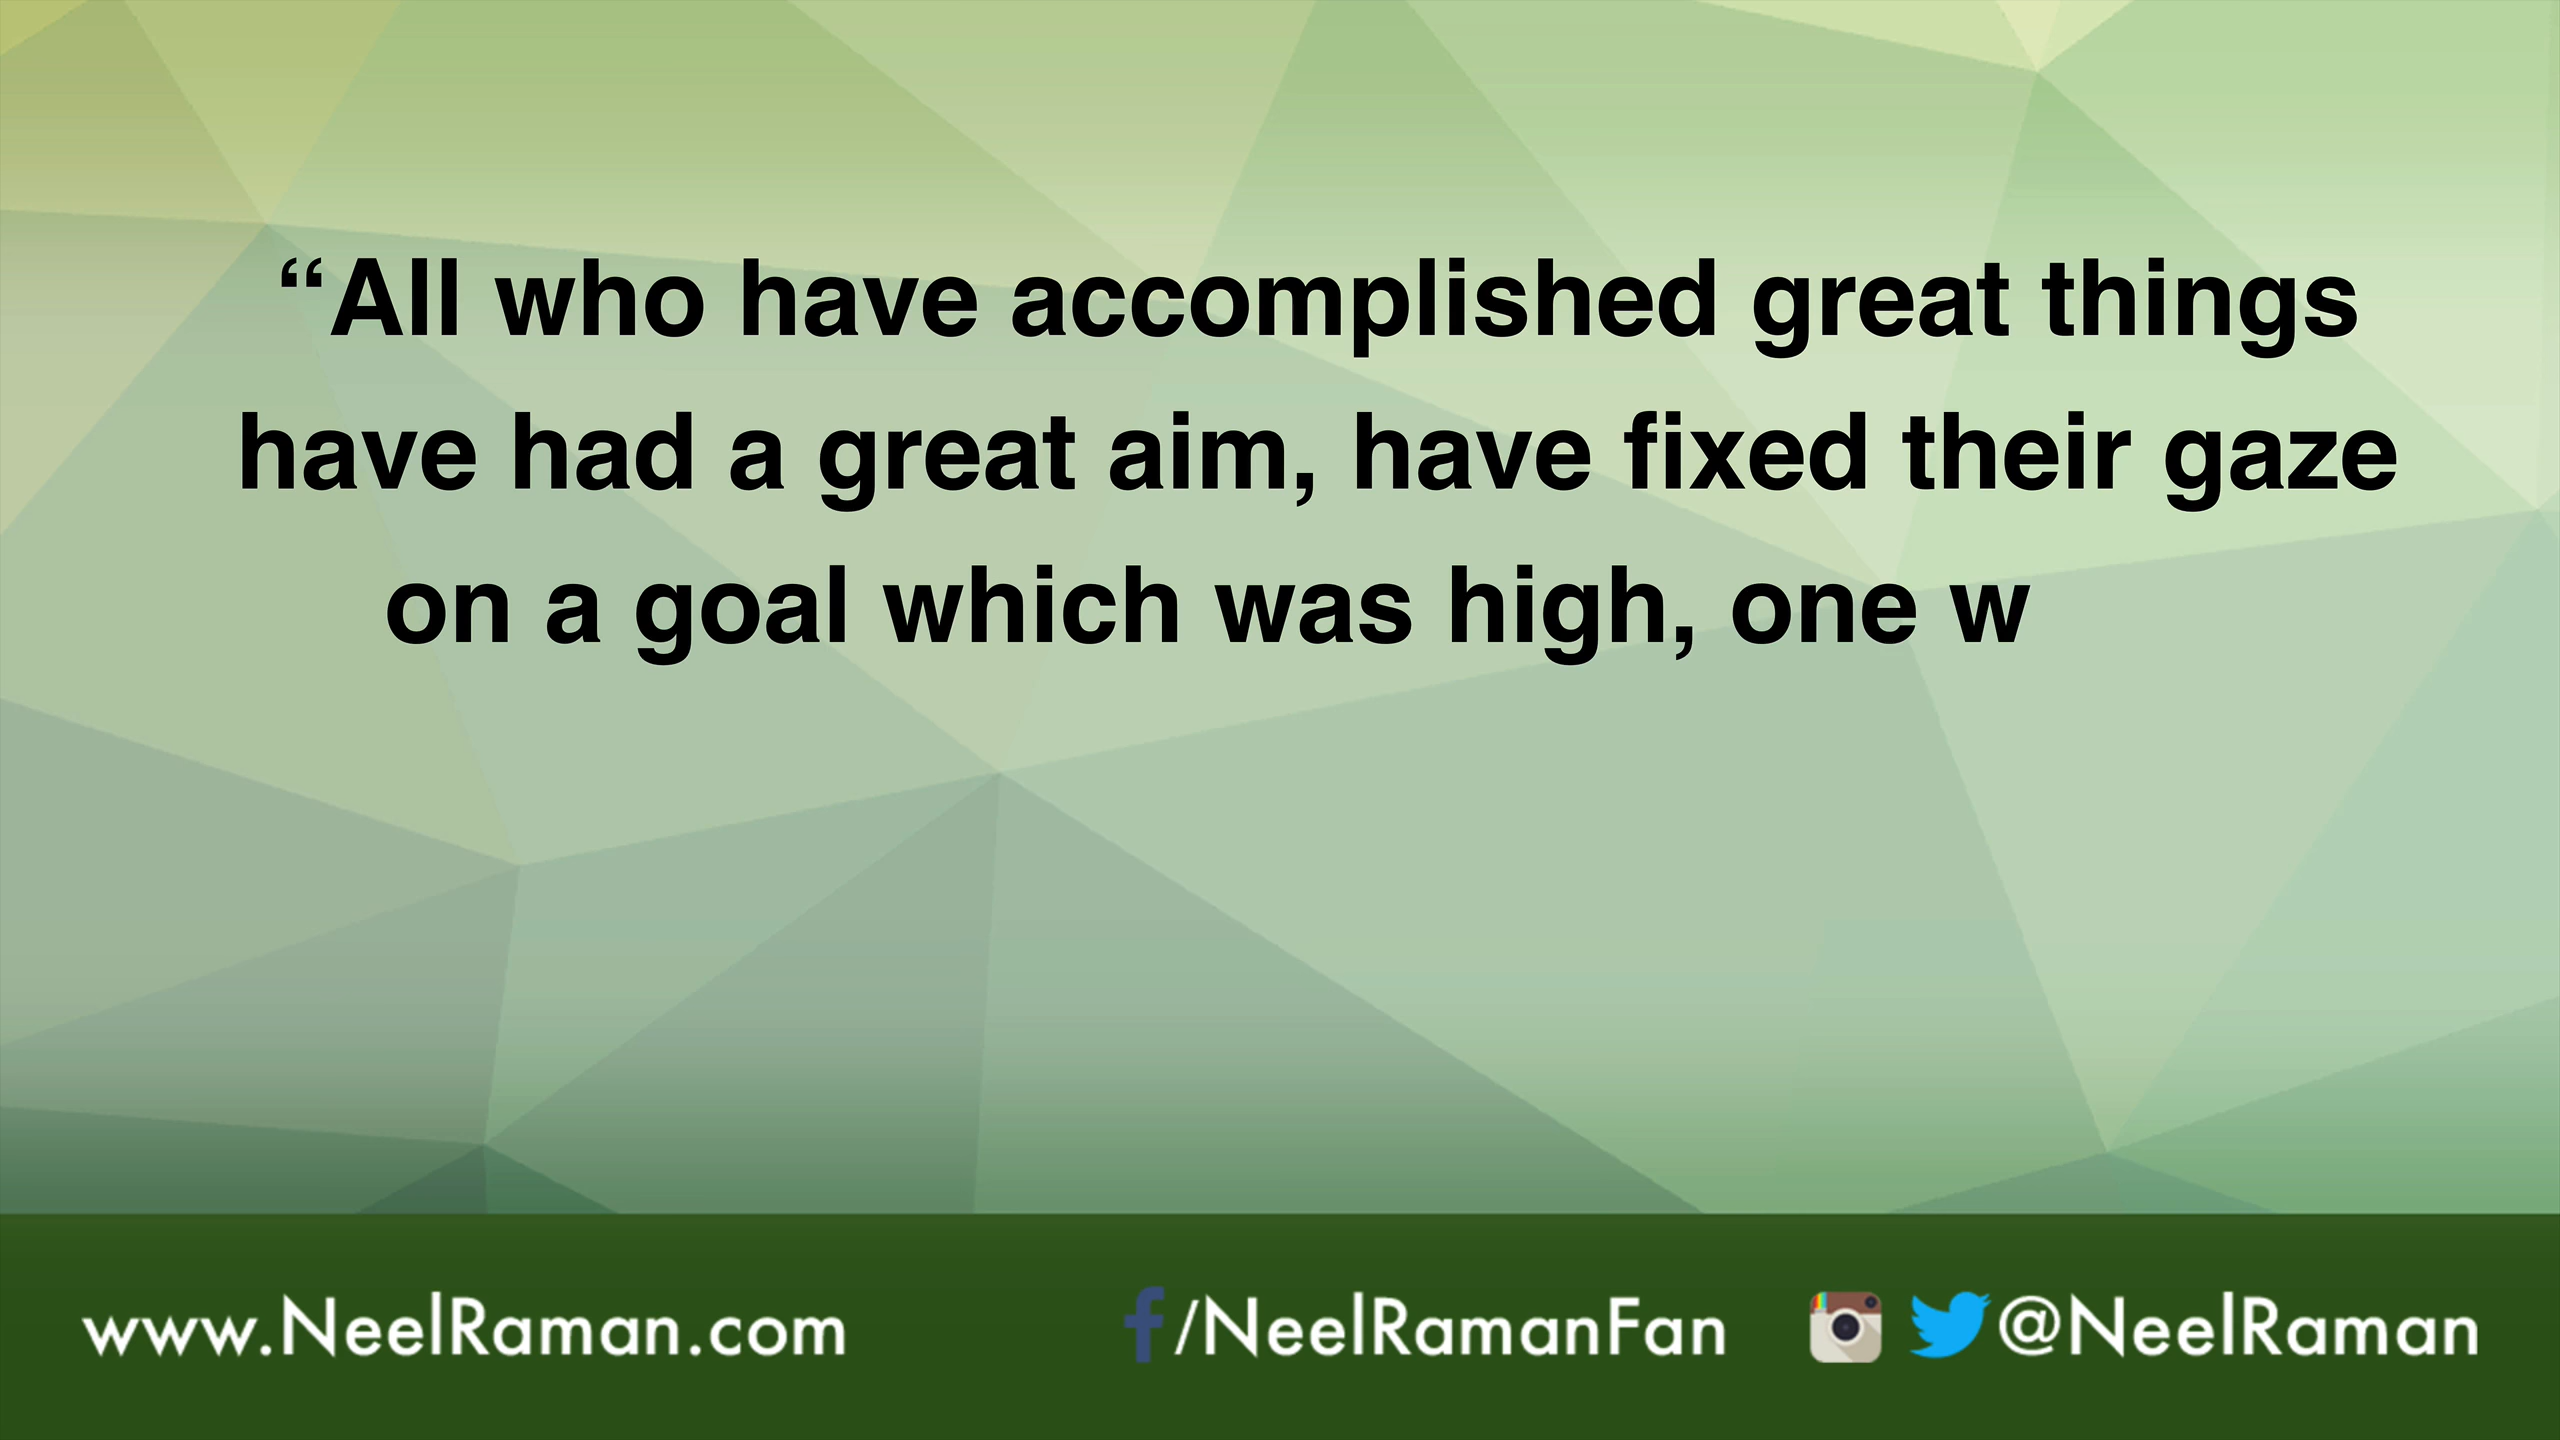 “All who have accomplished great things
have had a great aim, have fixed their gaze
on a goal which was high, one w
www.NeelRaman.com
/NeelRamanFan
@NeelRaman